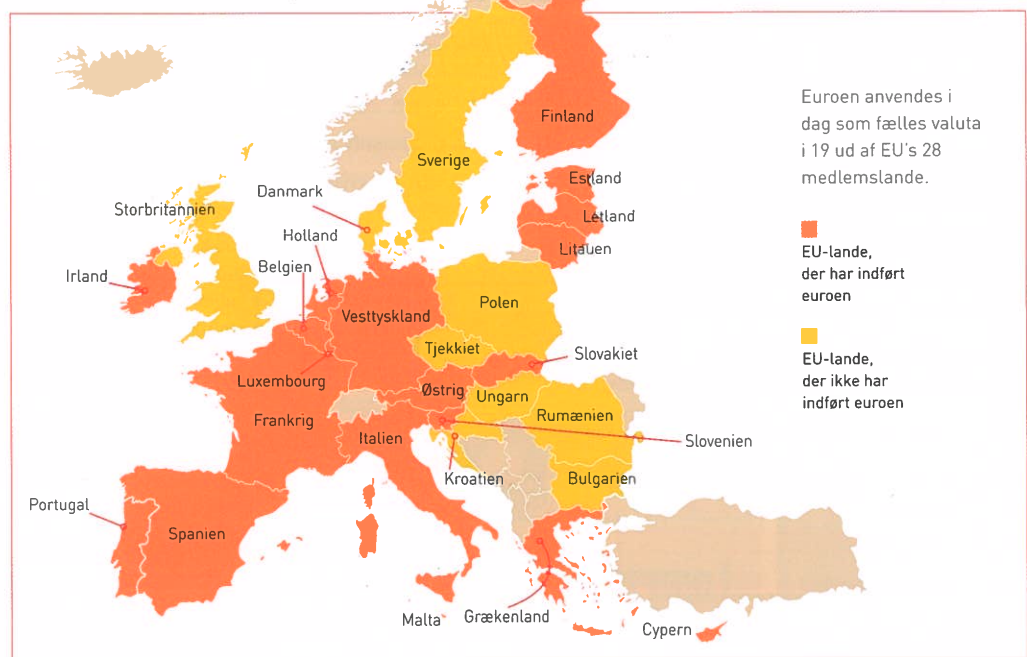 Euroen anvendes i
dag som fælles valuta
i 19 ud af EU's 28
medlemslande.
EU-lande,
der har indført
euroen
EU-lande,
der ikke har
indført euroen
Finland
Sverige
Estland
Danmark
Storbritannien
Letland
Holland
Litauen
Belgien
Irland
Polen
Vesttyskland
Tjekkiet
Slovakiet
Luxembourg
Østrig
Ungarn
Rumænien
Frankrig
Italien
Slovenien
Kroatien
Bulgarien
Portugal
Spanien
Malta
Grækenland
Cypern